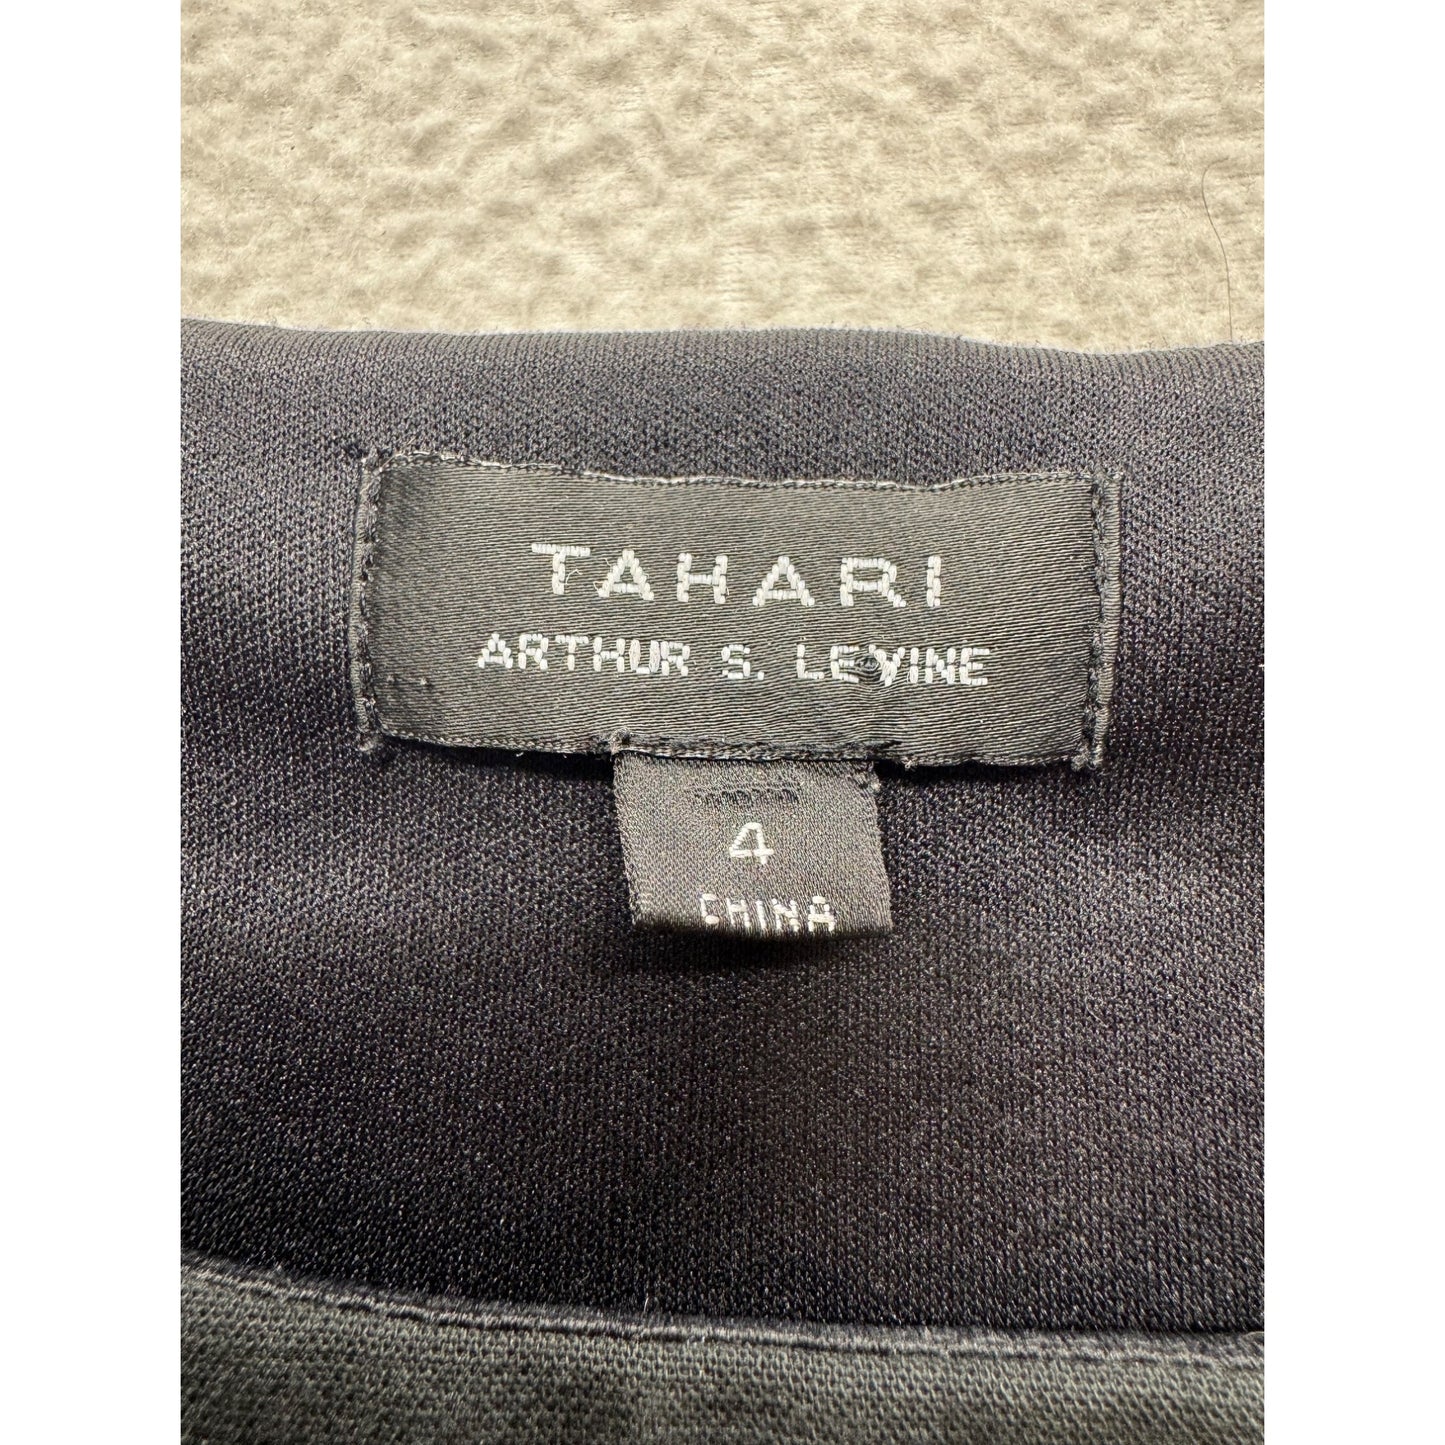 TAHARI
ARTHUR S. LEVINE
4
CHINA